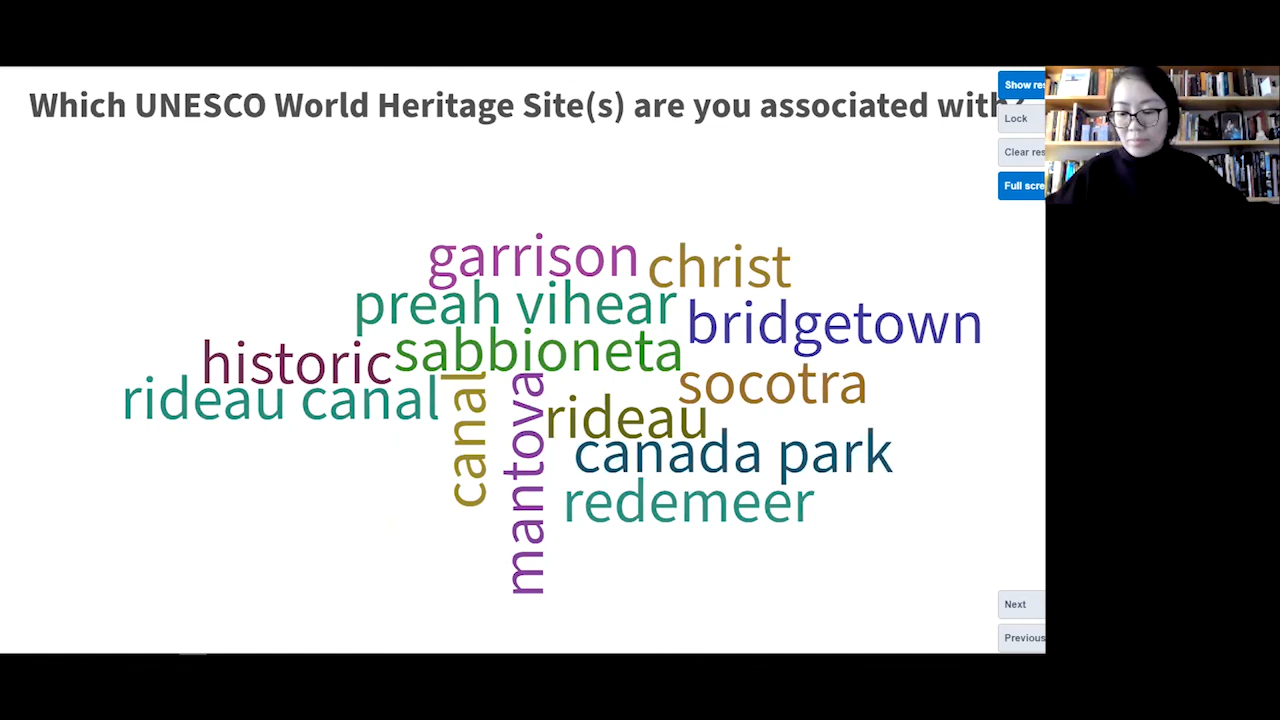 Which UNESCO World Heritage Site(s) are you associated with?
Show res
Lock
Clear res
Full scre
garrison
christ
preah vihear
bridgetown
historic
sabbioneta
socotra
rideau canal
canal
mantova
rideau
canada park
redemeer
Next
Previous